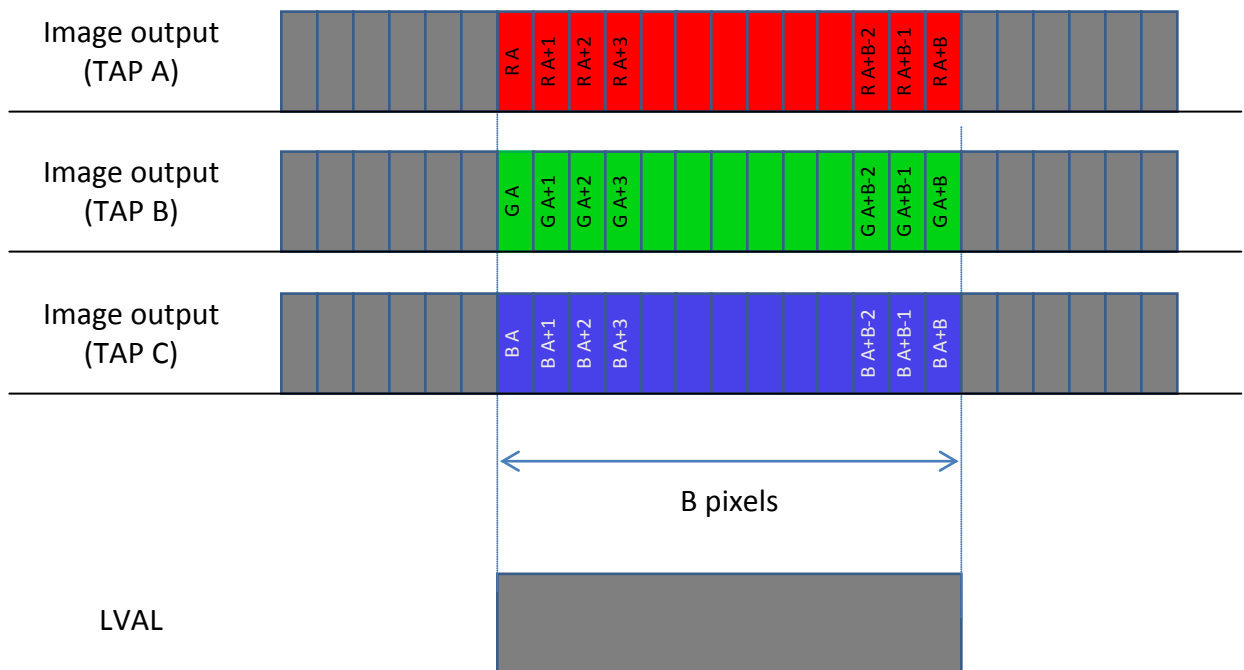 Image output
(TAP A)
R A
R A+1
R A+2
R A+3
R A+B-2
R A+B-1
R A+B
Image output
(TAP B)
G A
G A+1
G A+2
G A+3
G A+B-2
G A+B-1
G A+B
Image output
(TAP C)
B A
B A+1
B A+2
B A+3
B A+B-2
B A+B-1
B A+B
B pixels
LVAL